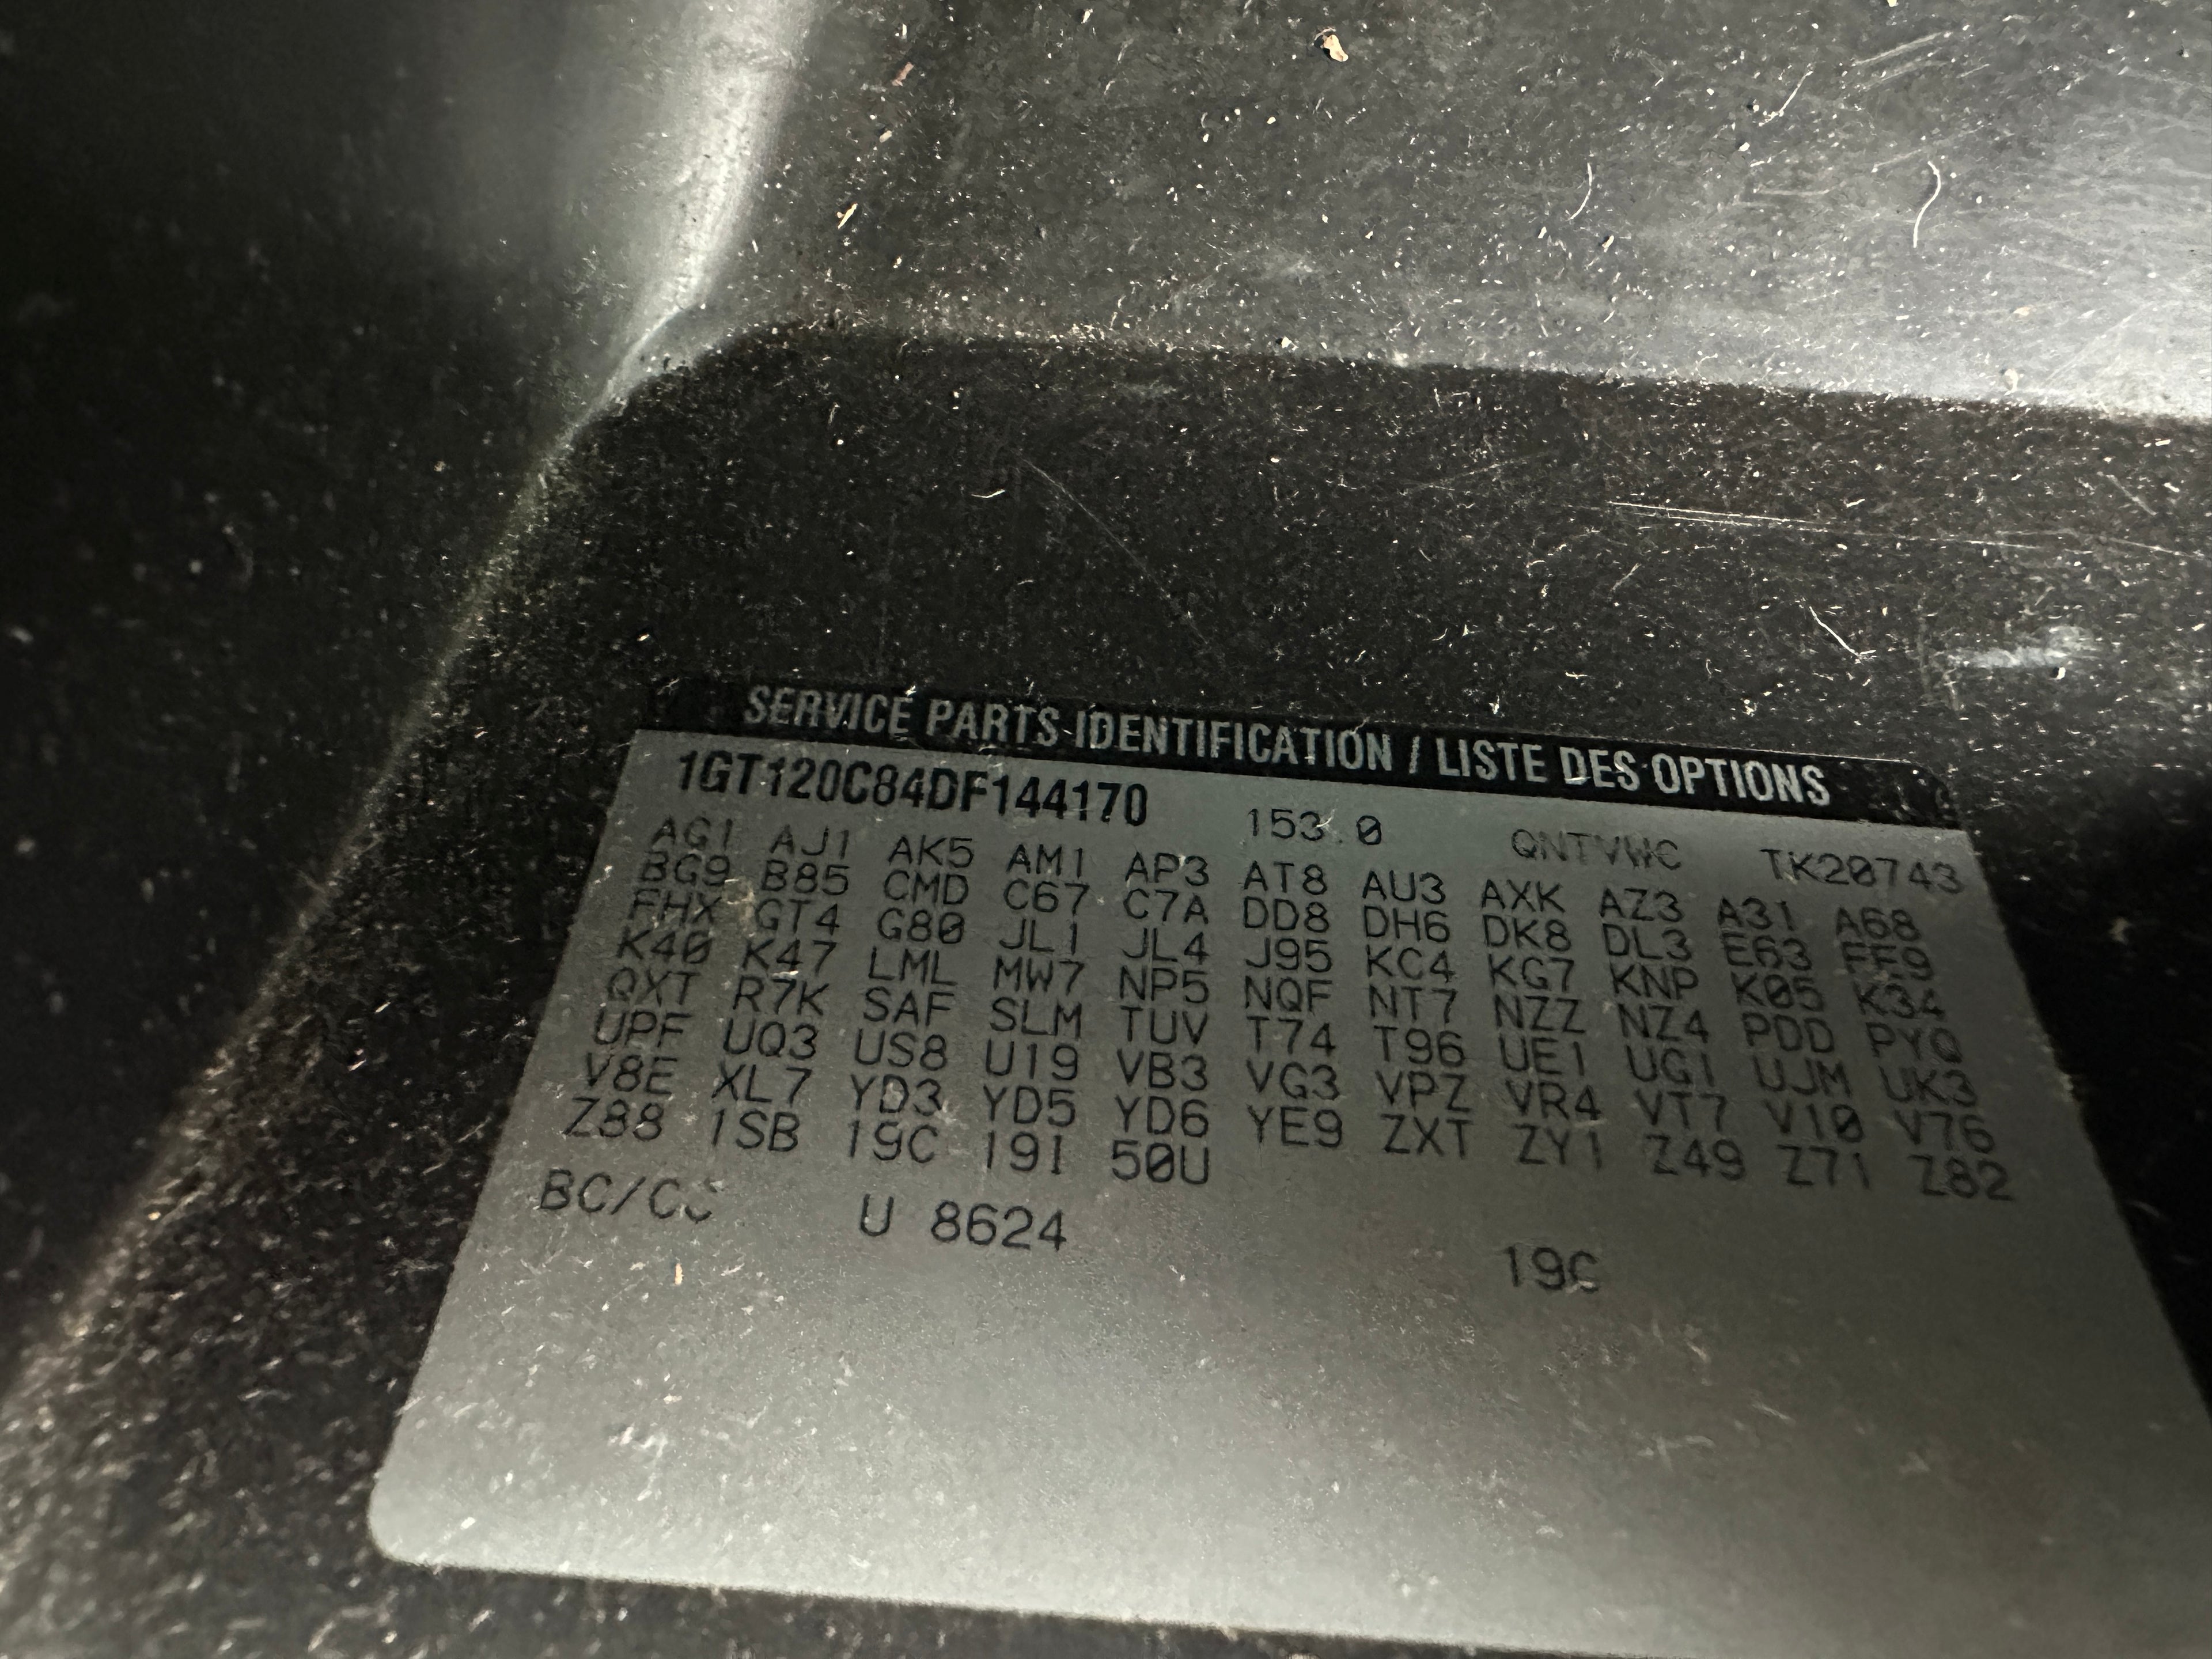 SERVICE PARTS IDENTIFICATION / LISTE DES OPTIONS
1GT120C84DF144170 153.0 QNTVWC TK20743
AG1 AJ1 AK5 AM1 AP3 AT8 AU3 AXK AZ3 A31 A68
BG9 B85 CMD C67 C7A DD8 DH6 DK8 DL3 E63 FE9
FHX GT4 G80 JL1 JL4 J95 KC4 KG7 KNP K05 K34
K40 K47 LML MW7 NP5 NQF NT7 NZZ NZ4 PDD PYQ
QXT R7K SAF SLM TUV T74 T96 UE1 UG1 UJM UK3
UPF UQ3 US8 U19 VB3 VG3 VPZ VR4 VT7 V10 V76
V8E XL7 YD3 YD5 YD6 YE9 ZXT ZY1 Z49 Z71 Z82
Z88 1SB 19C 19I 50U
BC/CC U 8624 19C